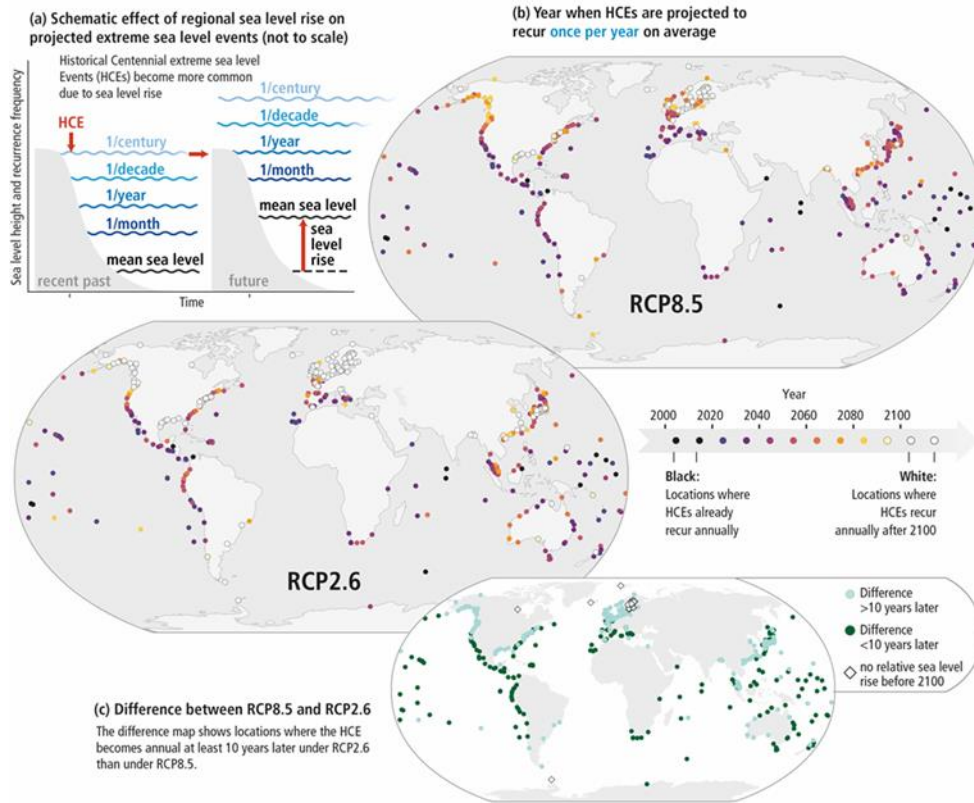 (a) Schematic effect of regional sea level rise on
projected extreme sea level events (not to scale)
Historical Centennial extreme sea level
Events (HCEs) become more common
due to sea level rise
Sea level height and recurrence frequency
HCE
1/century
1/decade
1/year
1/month
mean sea level
recent past
1/century
1/decade
1/year
1/month
mean sea level
sea
level
rise
future
Time
(b) Year when HCEs are projected to
recur once per year on average
RCP8.5
RCP2.6
Year
2000 2020 2040 2060 2080 2100
Black:
Locations where
HCEs already
recur annually
White:
Locations where
HCEs recur
annually after 2100
(c) Difference between RCP8.5 and RCP2.6
The difference map shows locations where the HCE
becomes annual at least 10 years later under RCP2.6
than under RCP8.5.
Difference
>10 years later
Difference
<10 years later
no relative sea level
rise before 2100